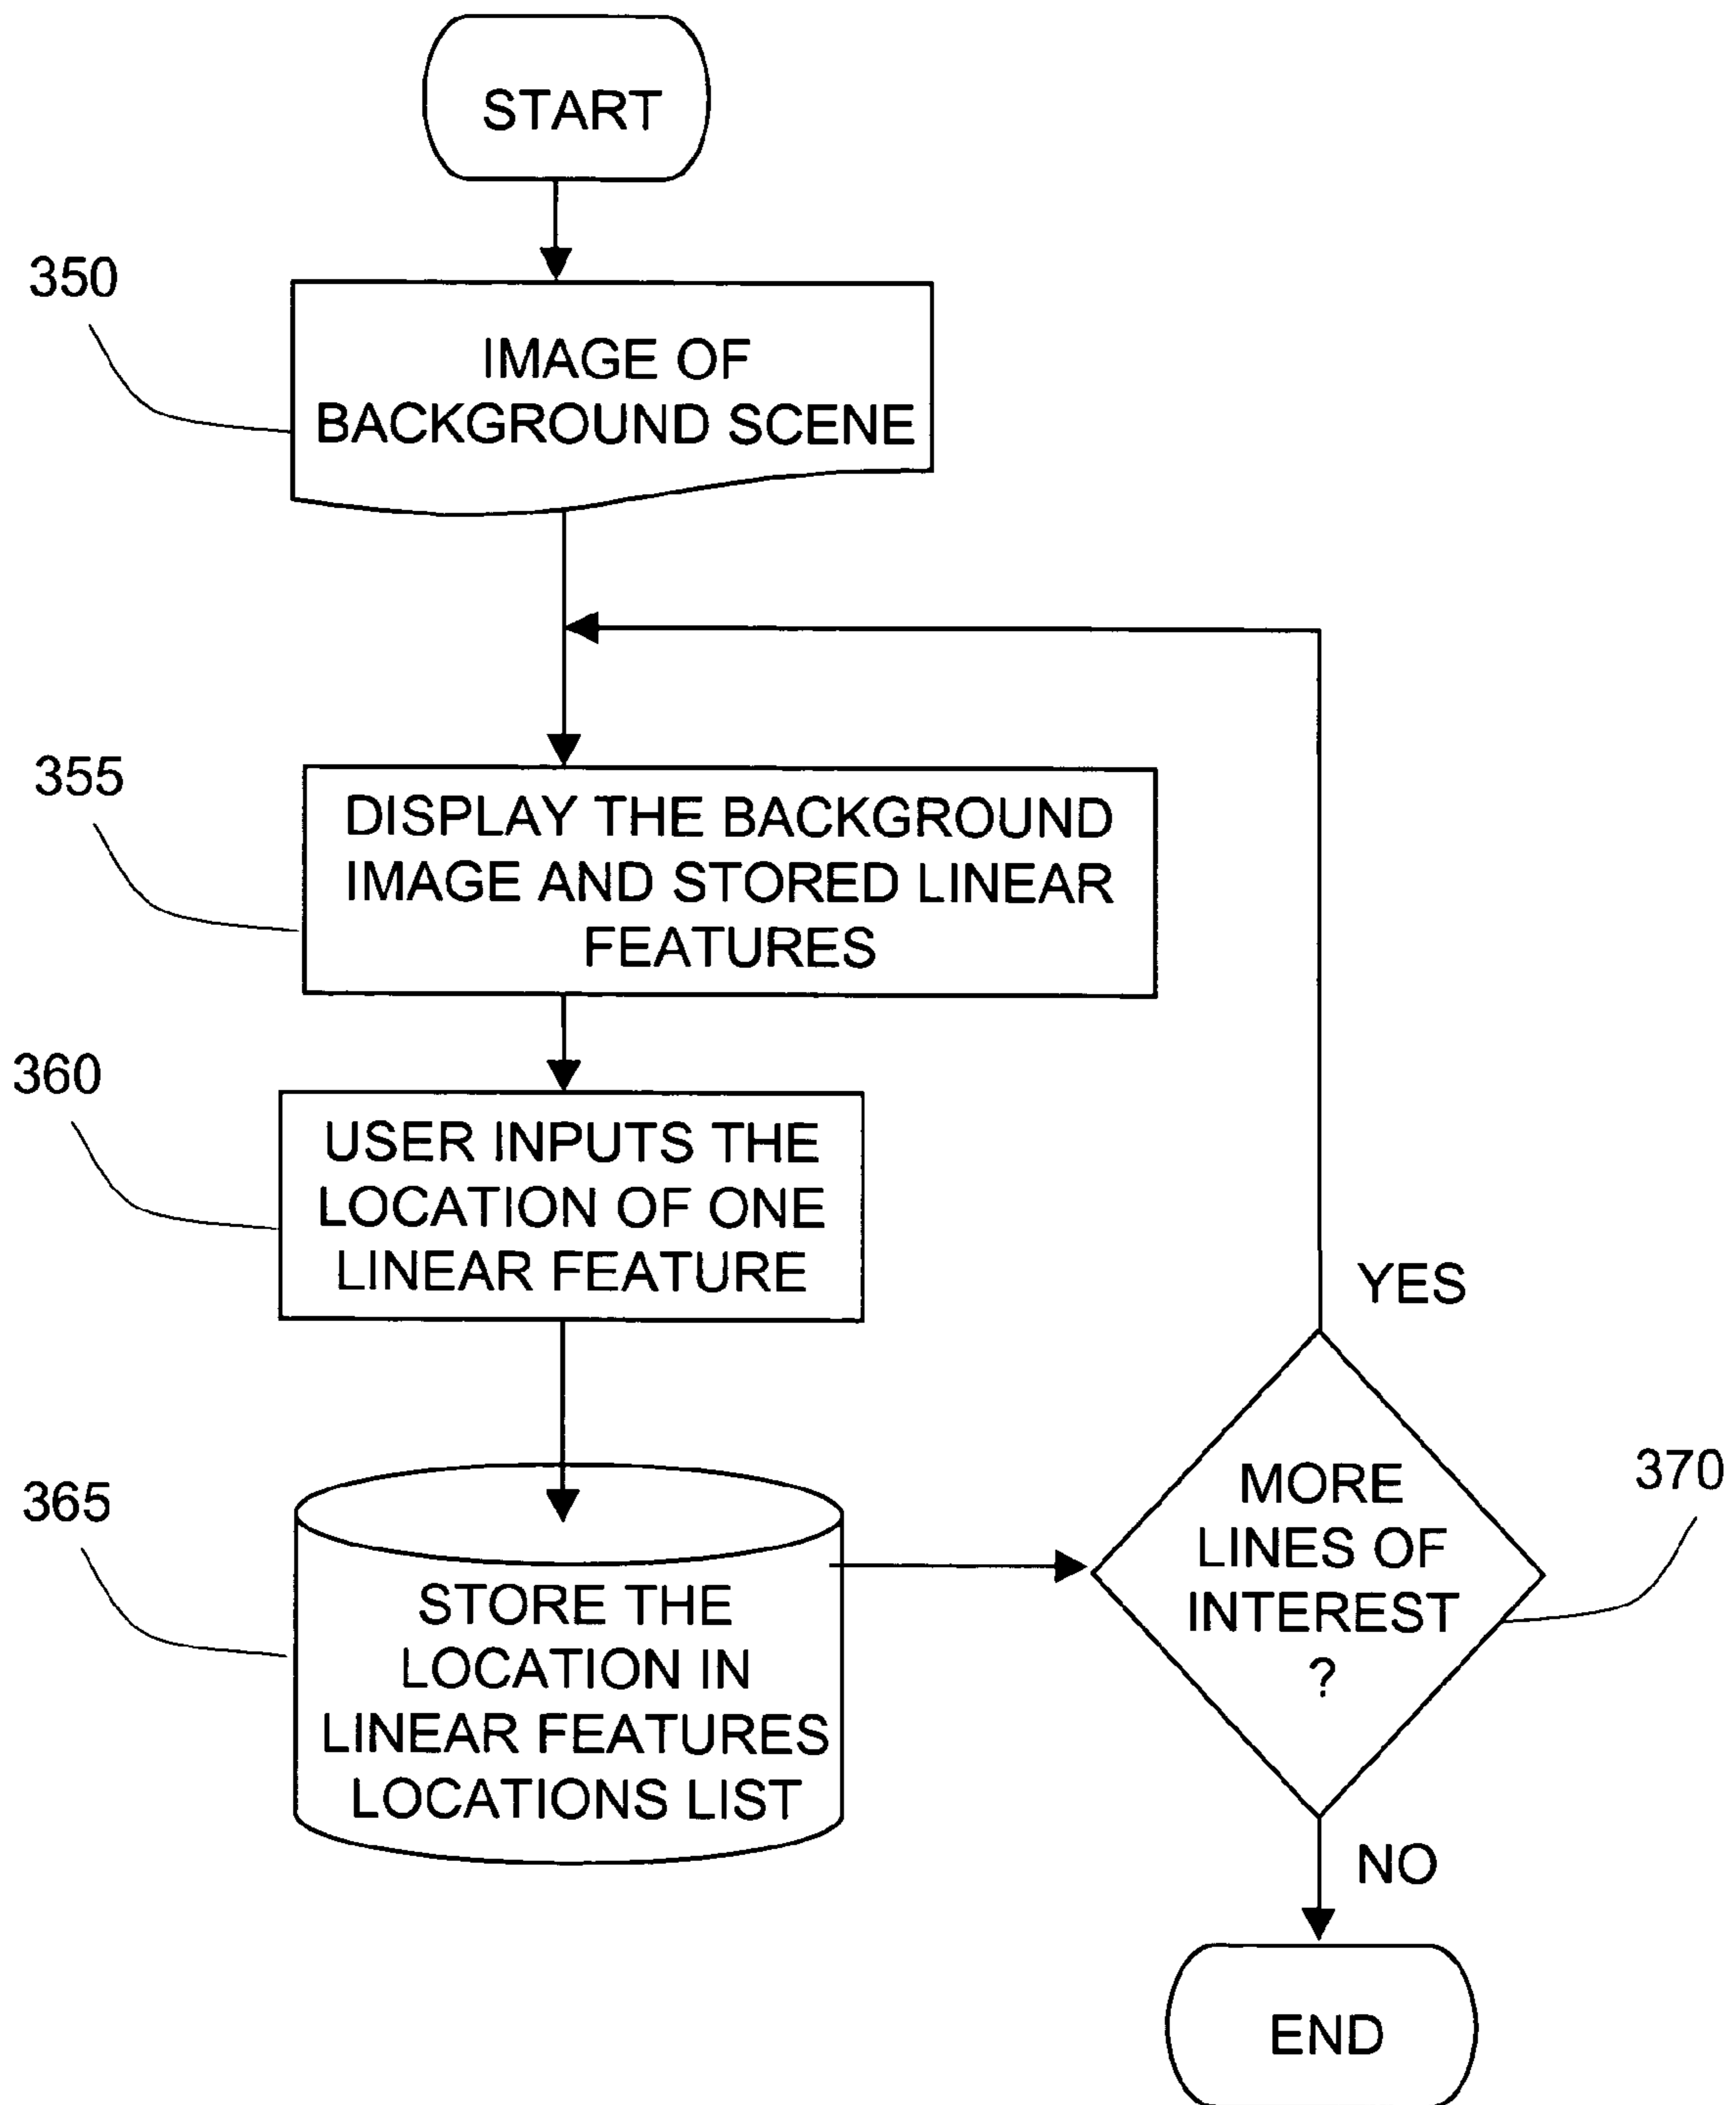 START
350
IMAGE OF
BACKGROUND SCENE
355
DISPLAY THE BACKGROUND
IMAGE AND STORED LINEAR
FEATURES
360
USER INPUTS THE
LOCATION OF ONE
LINEAR FEATURE
365
STORE THE
LOCATION IN
LINEAR FEATURES
LOCATIONS LIST
YES
370
MORE
LINES OF
INTEREST
?
NO
END